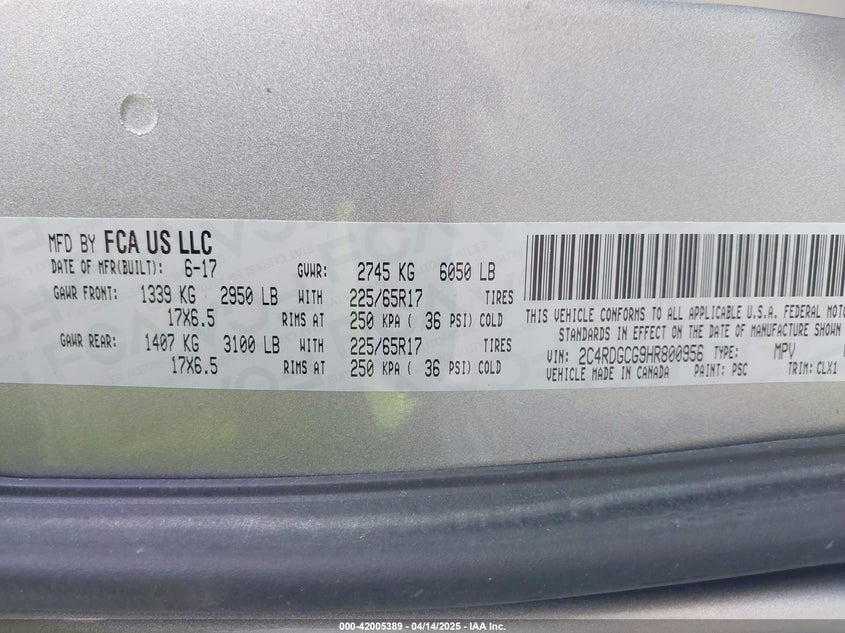 MFD BY FCA US LLC
DATE OF MFR(BUILT): 6-17 GVWR: 2745 KG 6050 LB
GAWR FRONT: 1339 KG 2950 LB WITH 225/65R17 TIRES
17X6.5 RIMS AT 250 KPA ( 36 PSI) COLD
GAWR REAR: 1407 KG 3100 LB WITH 225/65R17 TIRES
17X6.5 RIMS AT 250 KPA ( 36 PSI) COLD
THIS VEHICLE CONFORMS TO ALL APPLICABLE U.S.A. FEDERAL MOTO
STANDARDS IN EFFECT ON THE DATE OF MANUFACTURE SHOWN
VIN: 2C4RDGCG9HR800956 TYPE: MPV
VEHICLE MADE IN CANADA PAINT: PSC TRIM: CLX1
000-42005389 - 04/14/2025 - IAA Inc.